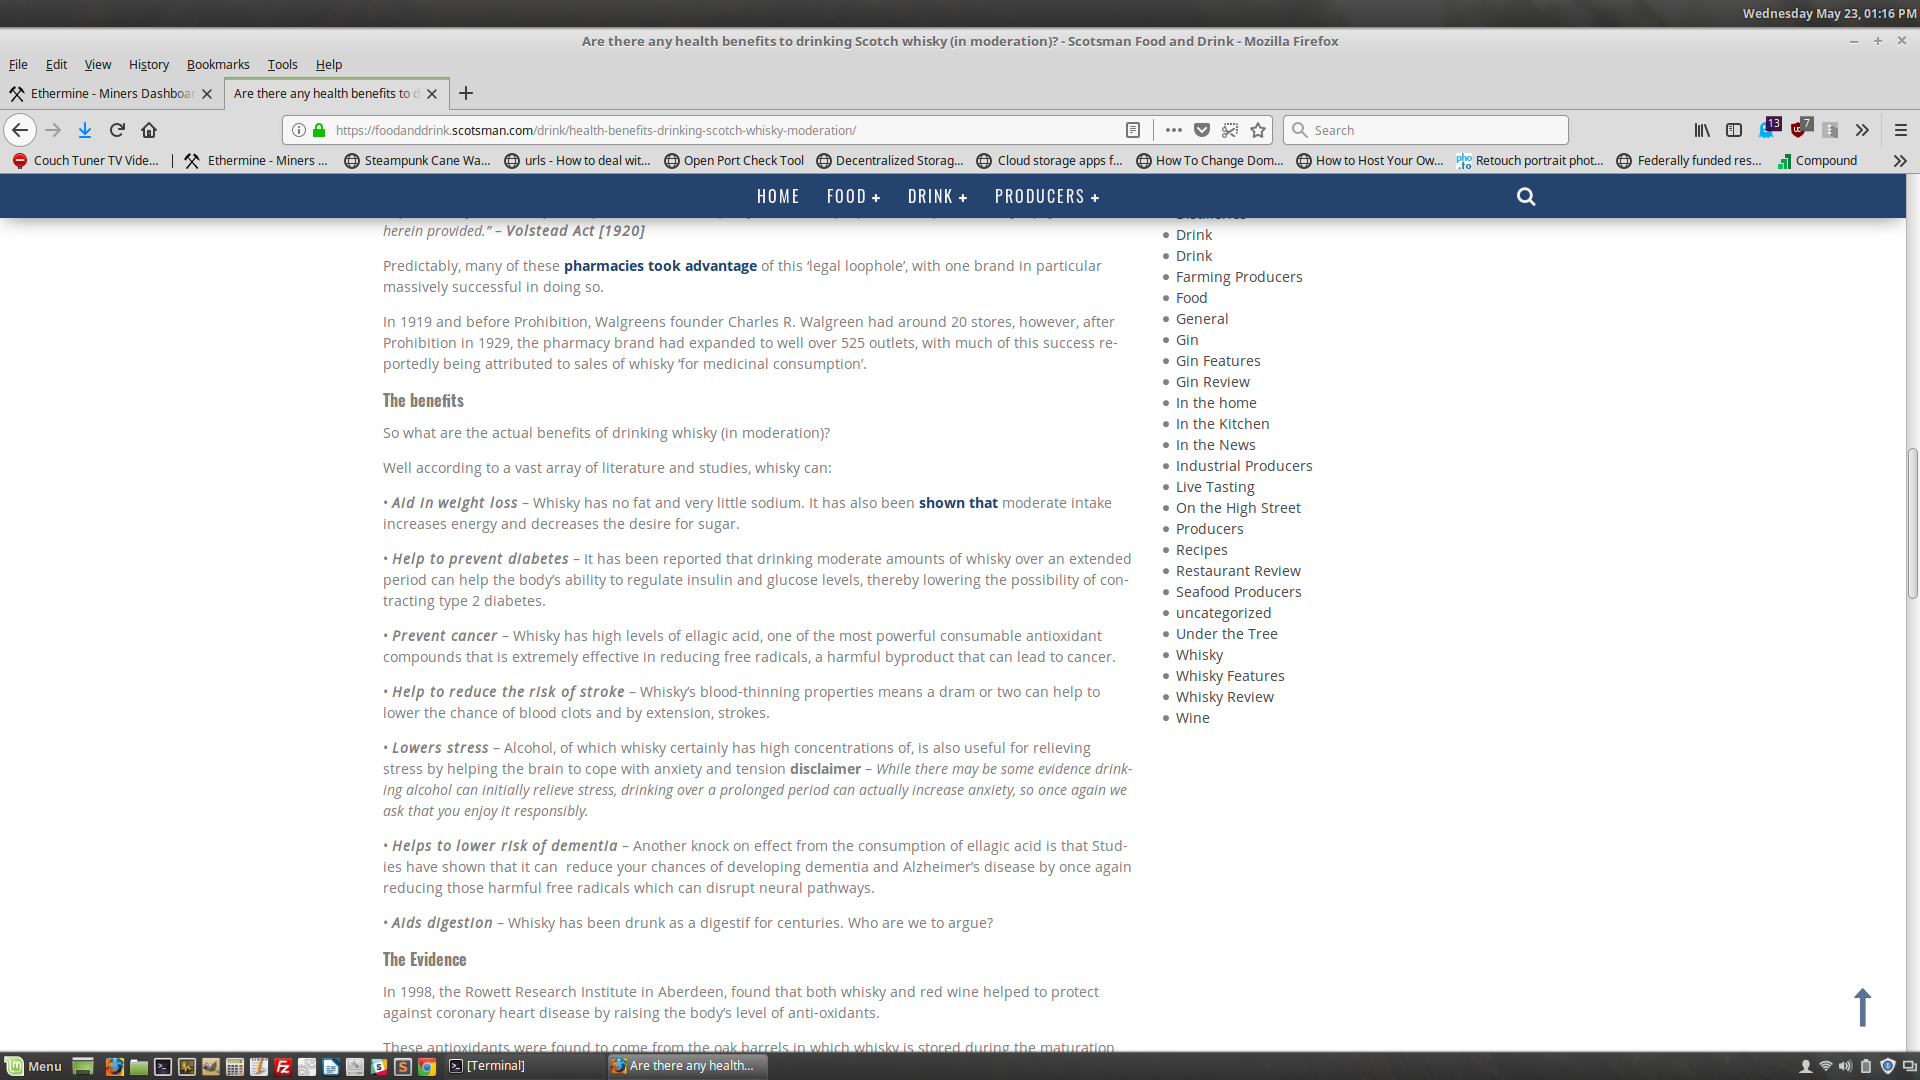 Wednesday May 23, 01:16 PM
Are there any health benefits to drinking Scotch whisky (in moderation)? - Scotsman Food and Drink - Mozilla Firefox
File Edit View History Bookmarks Tools Help
Ethermine - Miners Dashboar
Are there any health benefits to d
https://foodanddrink.scotsman.com/drink/health-benefits-drinking-scotch-whisky-moderation/
Search
13
7
Couch Tuner TV Vide...
Ethermine - Miners ...
Steampunk Cane Wa...
urls - How to deal wit...
Open Port Check Tool
Decentralized Storag...
Cloud storage apps f...
How To Change Dom...
How to Host Your Ow...
pho.to Retouch portrait phot...
Federally funded res...
Compound
HOME FOOD + DRINK + PRODUCERS +
herein provided.” – Volstead Act [1920]
Predictably, many of these pharmacies took advantage of this ‘legal loophole’, with one brand in particular
massively successful in doing so.
In 1919 and before Prohibition, Walgreens founder Charles R. Walgreen had around 20 stores, however, after
Prohibition in 1929, the pharmacy brand had expanded to well over 525 outlets, with much of this success re-
portedly being attributed to sales of whisky ‘for medicinal consumption’.
The benefits
So what are the actual benefits of drinking whisky (in moderation)?
Well according to a vast array of literature and studies, whisky can:
• Aid in weight loss – Whisky has no fat and very little sodium. It has also been shown that moderate intake
increases energy and decreases the desire for sugar.
• Help to prevent diabetes – It has been reported that drinking moderate amounts of whisky over an extended
period can help the body’s ability to regulate insulin and glucose levels, thereby lowering the possibility of con-
tracting type 2 diabetes.
• Prevent cancer – Whisky has high levels of ellagic acid, one of the most powerful consumable antioxidant
compounds that is extremely effective in reducing free radicals, a harmful byproduct that can lead to cancer.
• Help to reduce the risk of stroke – Whisky’s blood-thinning properties means a dram or two can help to
lower the chance of blood clots and by extension, strokes.
• Lowers stress – Alcohol, of which whisky certainly has high concentrations of, is also useful for relieving
stress by helping the brain to cope with anxiety and tension disclaimer – While there may be some evidence drink-
ing alcohol can initially relieve stress, drinking over a prolonged period can actually increase anxiety, so once again we
ask that you enjoy it responsibly.
• Helps to lower risk of dementia – Another knock on effect from the consumption of ellagic acid is that Stud-
ies have shown that it can  reduce your chances of developing dementia and Alzheimer’s disease by once again
reducing those harmful free radicals which can disrupt neural pathways.
• Aids digestion – Whisky has been drunk as a digestif for centuries. Who are we to argue?
The Evidence
In 1998, the Rowett Research Institute in Aberdeen, found that both whisky and red wine helped to protect
against coronary heart disease by raising the body’s level of anti-oxidants.
These antioxidants were found to come from the oak barrels in which whisky is stored during the maturation
Distilleries
Drink
Drink
Farming Producers
Food
General
Gin
Gin Features
Gin Review
In the home
In the Kitchen
In the News
Industrial Producers
Live Tasting
On the High Street
Producers
Recipes
Restaurant Review
Seafood Producers
uncategorized
Under the Tree
Whisky
Whisky Features
Whisky Review
Wine
Menu
[Terminal]
Are there any health...